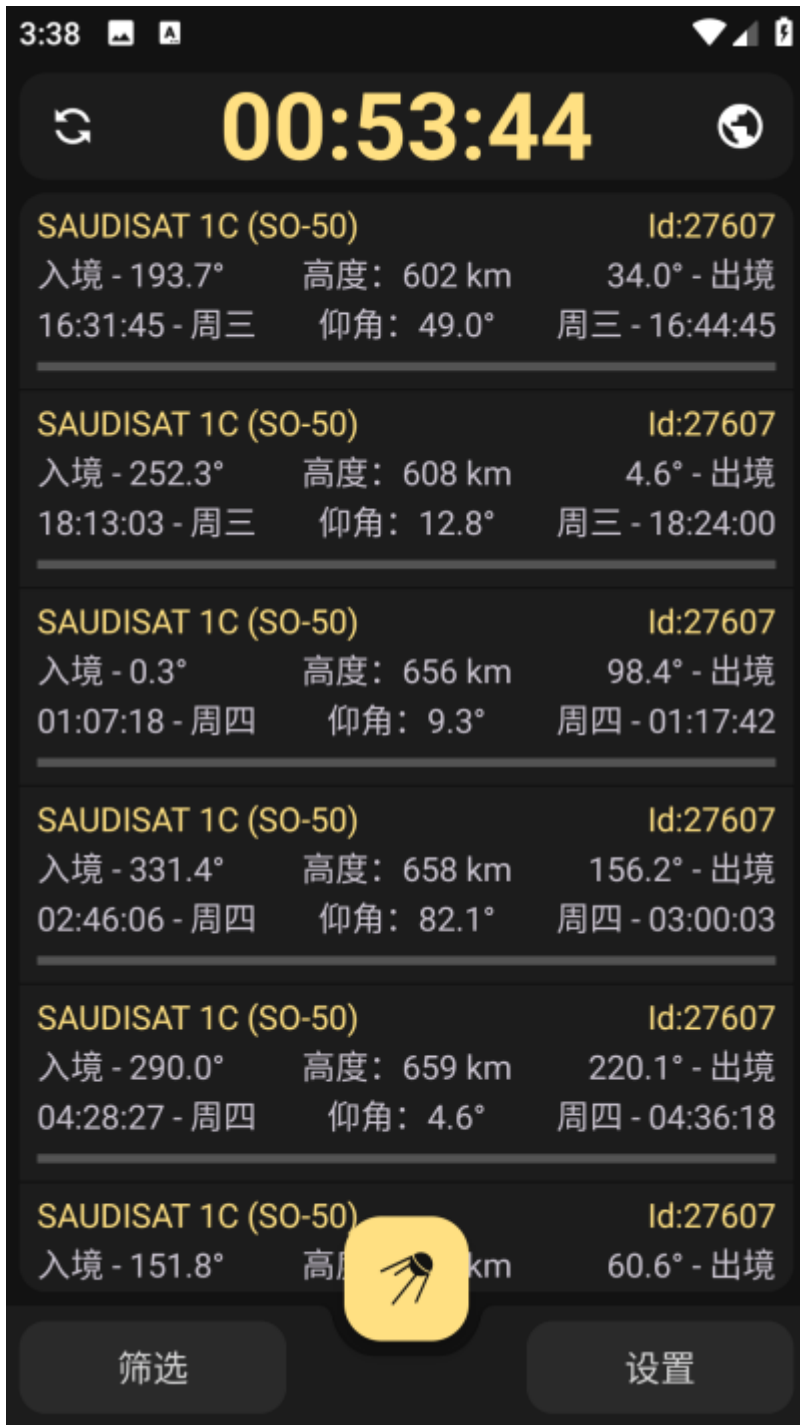 3:38
00:53:44
SAUDISAT 1C (SO-50) Id:27607
入境 - 193.7° 高度：602 km 34.0° - 出境
16:31:45 - 周三 仰角：49.0° 周三 - 16:44:45
SAUDISAT 1C (SO-50) Id:27607
入境 - 252.3° 高度：608 km 4.6° - 出境
18:13:03 - 周三 仰角：12.8° 周三 - 18:24:00
SAUDISAT 1C (SO-50) Id:27607
入境 - 0.3° 高度：656 km 98.4° - 出境
01:07:18 - 周四 仰角：9.3° 周四 - 01:17:42
SAUDISAT 1C (SO-50) Id:27607
入境 - 331.4° 高度：658 km 156.2° - 出境
02:46:06 - 周四 仰角：82.1° 周四 - 03:00:03
SAUDISAT 1C (SO-50) Id:27607
入境 - 290.0° 高度：659 km 220.1° - 出境
04:28:27 - 周四 仰角：4.6° 周四 - 04:36:18
SAUDISAT 1C (SO-50) Id:27607
入境 - 151.8° 高 km 60.6° - 出境
筛选 设置